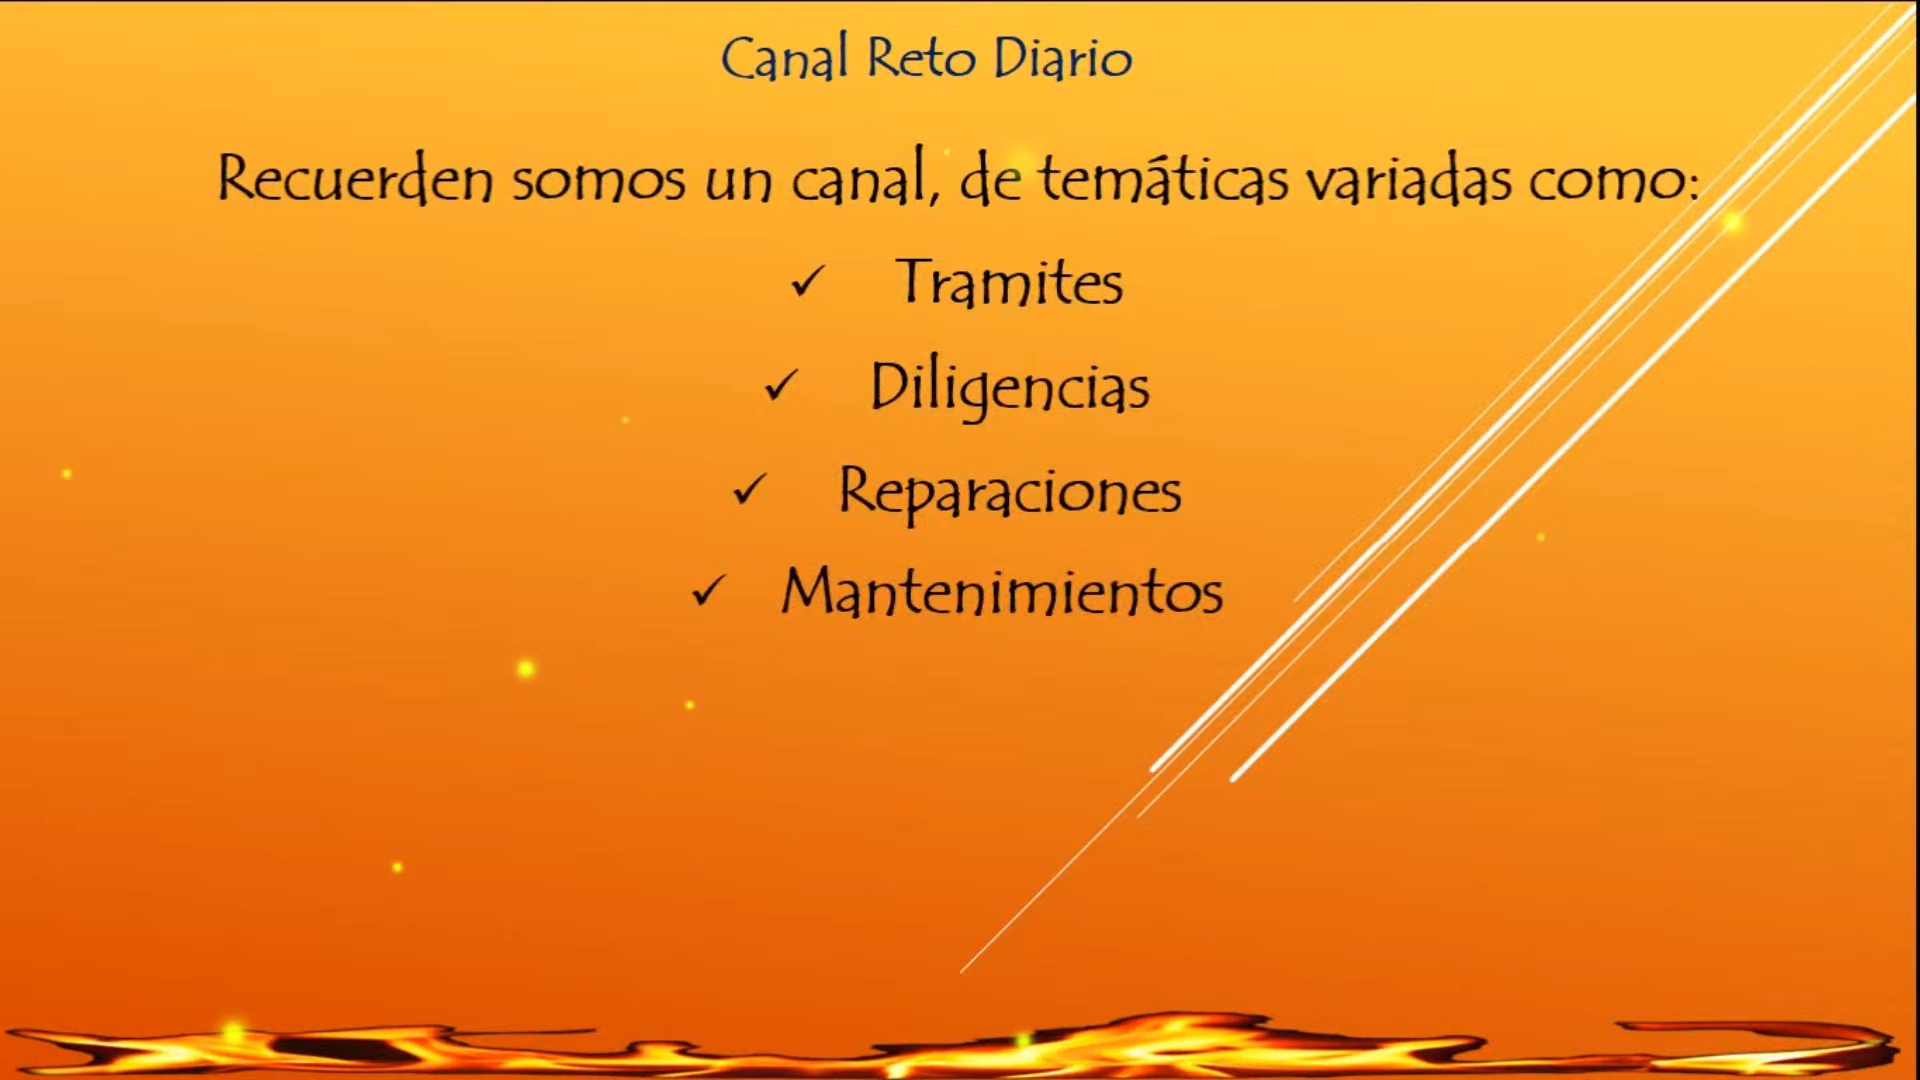 Canal Reto Diario
Recuerden somos un canal, de temáticas variadas como:
✓ Tramites
✓ Diligencias
✓ Reparaciones
✓ Mantenimientos